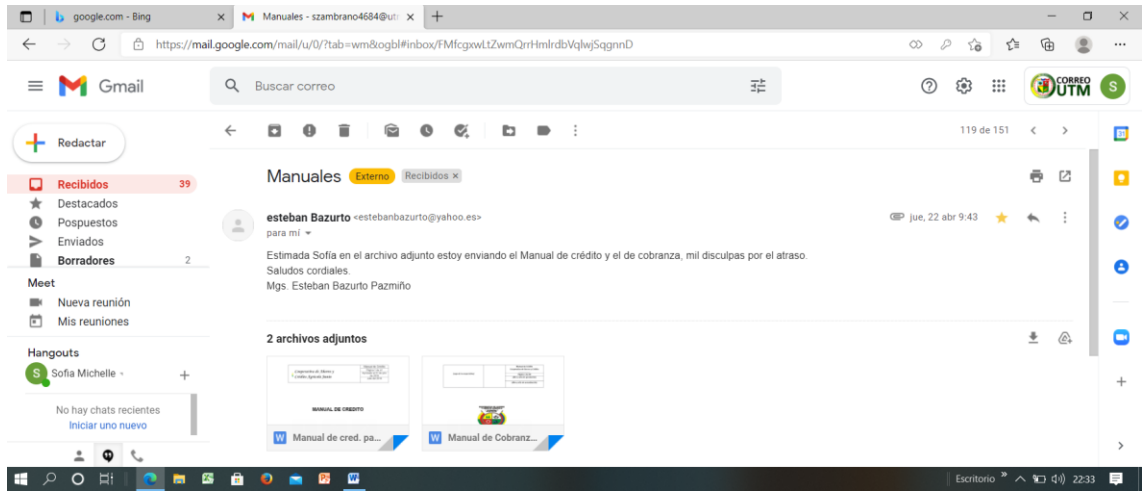 google.com - Bing
Manuales - szambrano4684@ut
https://mail.google.com/mail/u/0/?tab=wm&ogbl#inbox/FMfcgxwLtZwmQrrHmlrdbVqlwjSqgnnD
Gmail
Buscar correo
CORREO
UTM
S
Redactar
119 de 151
31
Recibidos 39
Destacados
Pospuestos
Enviados
Borradores 2
Meet
Nueva reunión
Mis reuniones
Hangouts
S
Sofia Michelle
No hay chats recientes
Iniciar uno nuevo
Manuales Externo Recibidos ×
esteban Bazurto <estebanbazurto@yahoo.es>
jue, 22 abr 9:43
para mí
Estimada Sofía en el archivo adjunto estoy enviando el Manual de crédito y el de cobranza, mil disculpas por el atraso.
Saludos cordiales.
Mgs. Esteban Bazurto Pazmiño
2 archivos adjuntos
MANUAL DE CREDITO
W Manual de cred. pa...
W Manual de Cobranz...
Escritorio
22:33